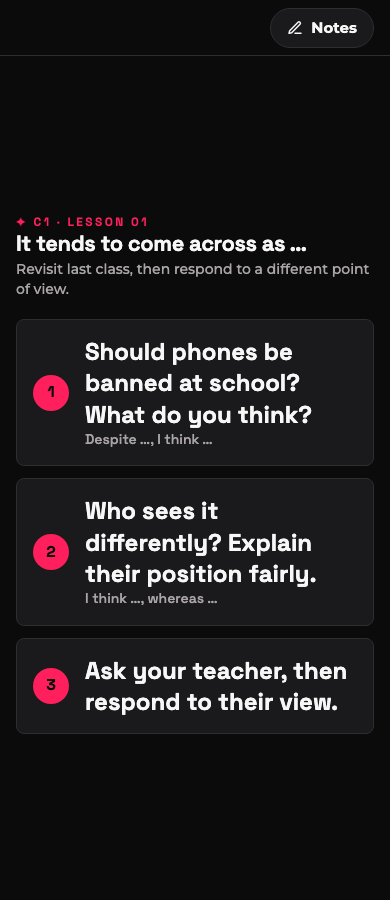 Notes
✦ C1 · LESSON 01
It tends to come across as ...
Revisit last class, then respond to a different point
of view.
1
Should phones be
banned at school?
What do you think?
Despite ..., I think ...
2
Who sees it
differently? Explain
their position fairly.
I think ..., whereas ...
3
Ask your teacher, then
respond to their view.